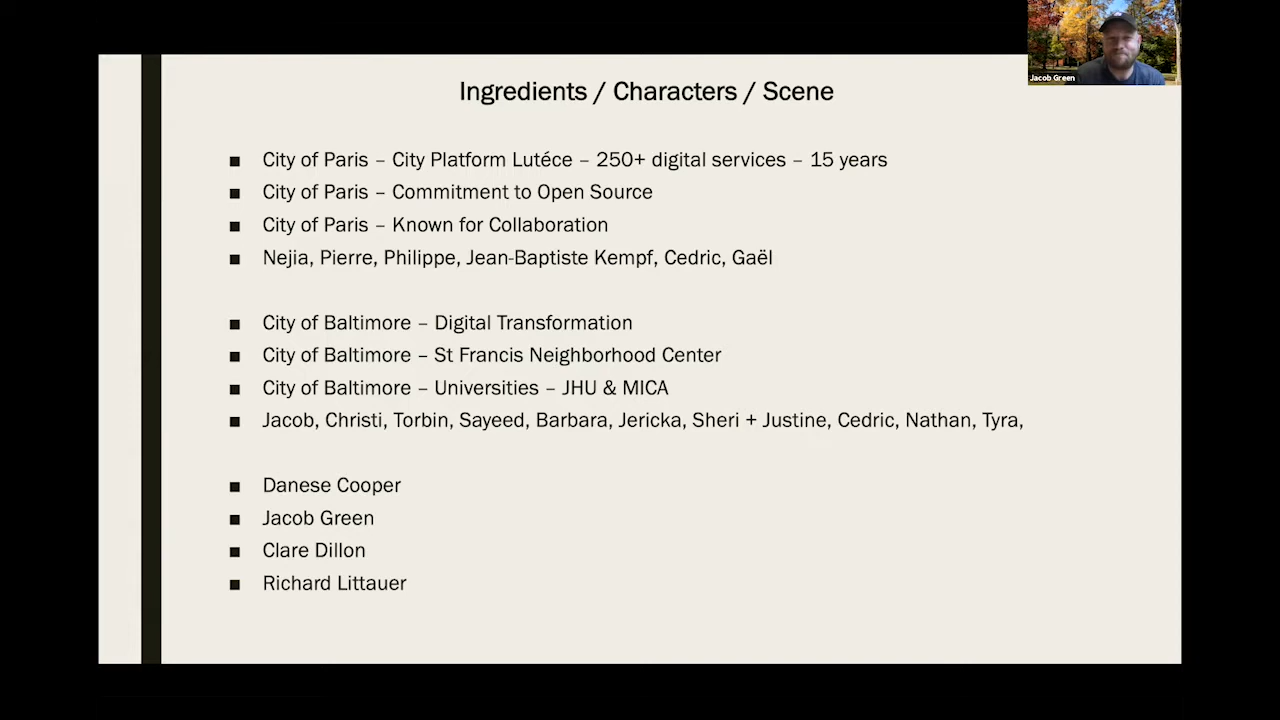 Jacob Green
Ingredients / Characters / Scene
■ City of Paris – City Platform Lutéce – 250+ digital services – 15 years
■ City of Paris – Commitment to Open Source
■ City of Paris – Known for Collaboration
■ Nejia, Pierre, Philippe, Jean-Baptiste Kempf, Cedric, Gaël
■ City of Baltimore – Digital Transformation
■ City of Baltimore – St Francis Neighborhood Center
■ City of Baltimore – Universities – JHU & MICA
■ Jacob, Christi, Torbin, Sayeed, Barbara, Jericka, Sheri + Justine, Cedric, Nathan, Tyra,
■ Danese Cooper
■ Jacob Green
■ Clare Dillon
■ Richard Littauer